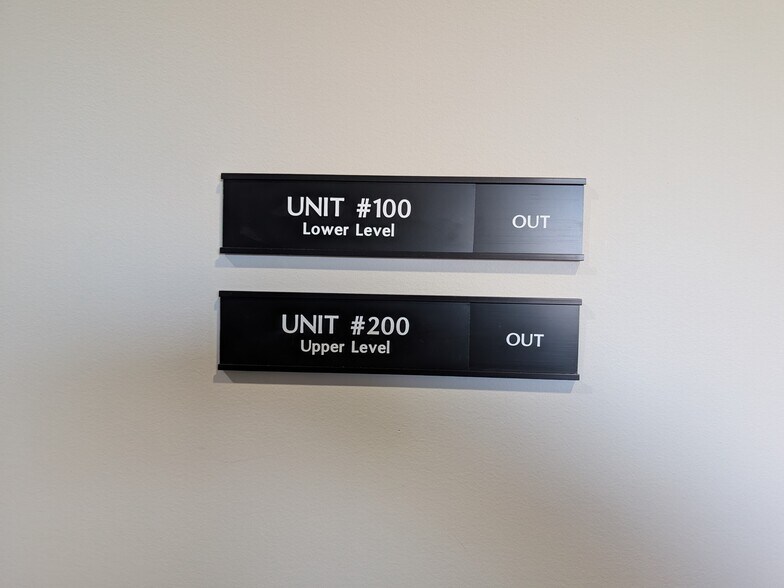 UNIT #100
Lower Level
OUT
UNIT #200
Upper Level
OUT